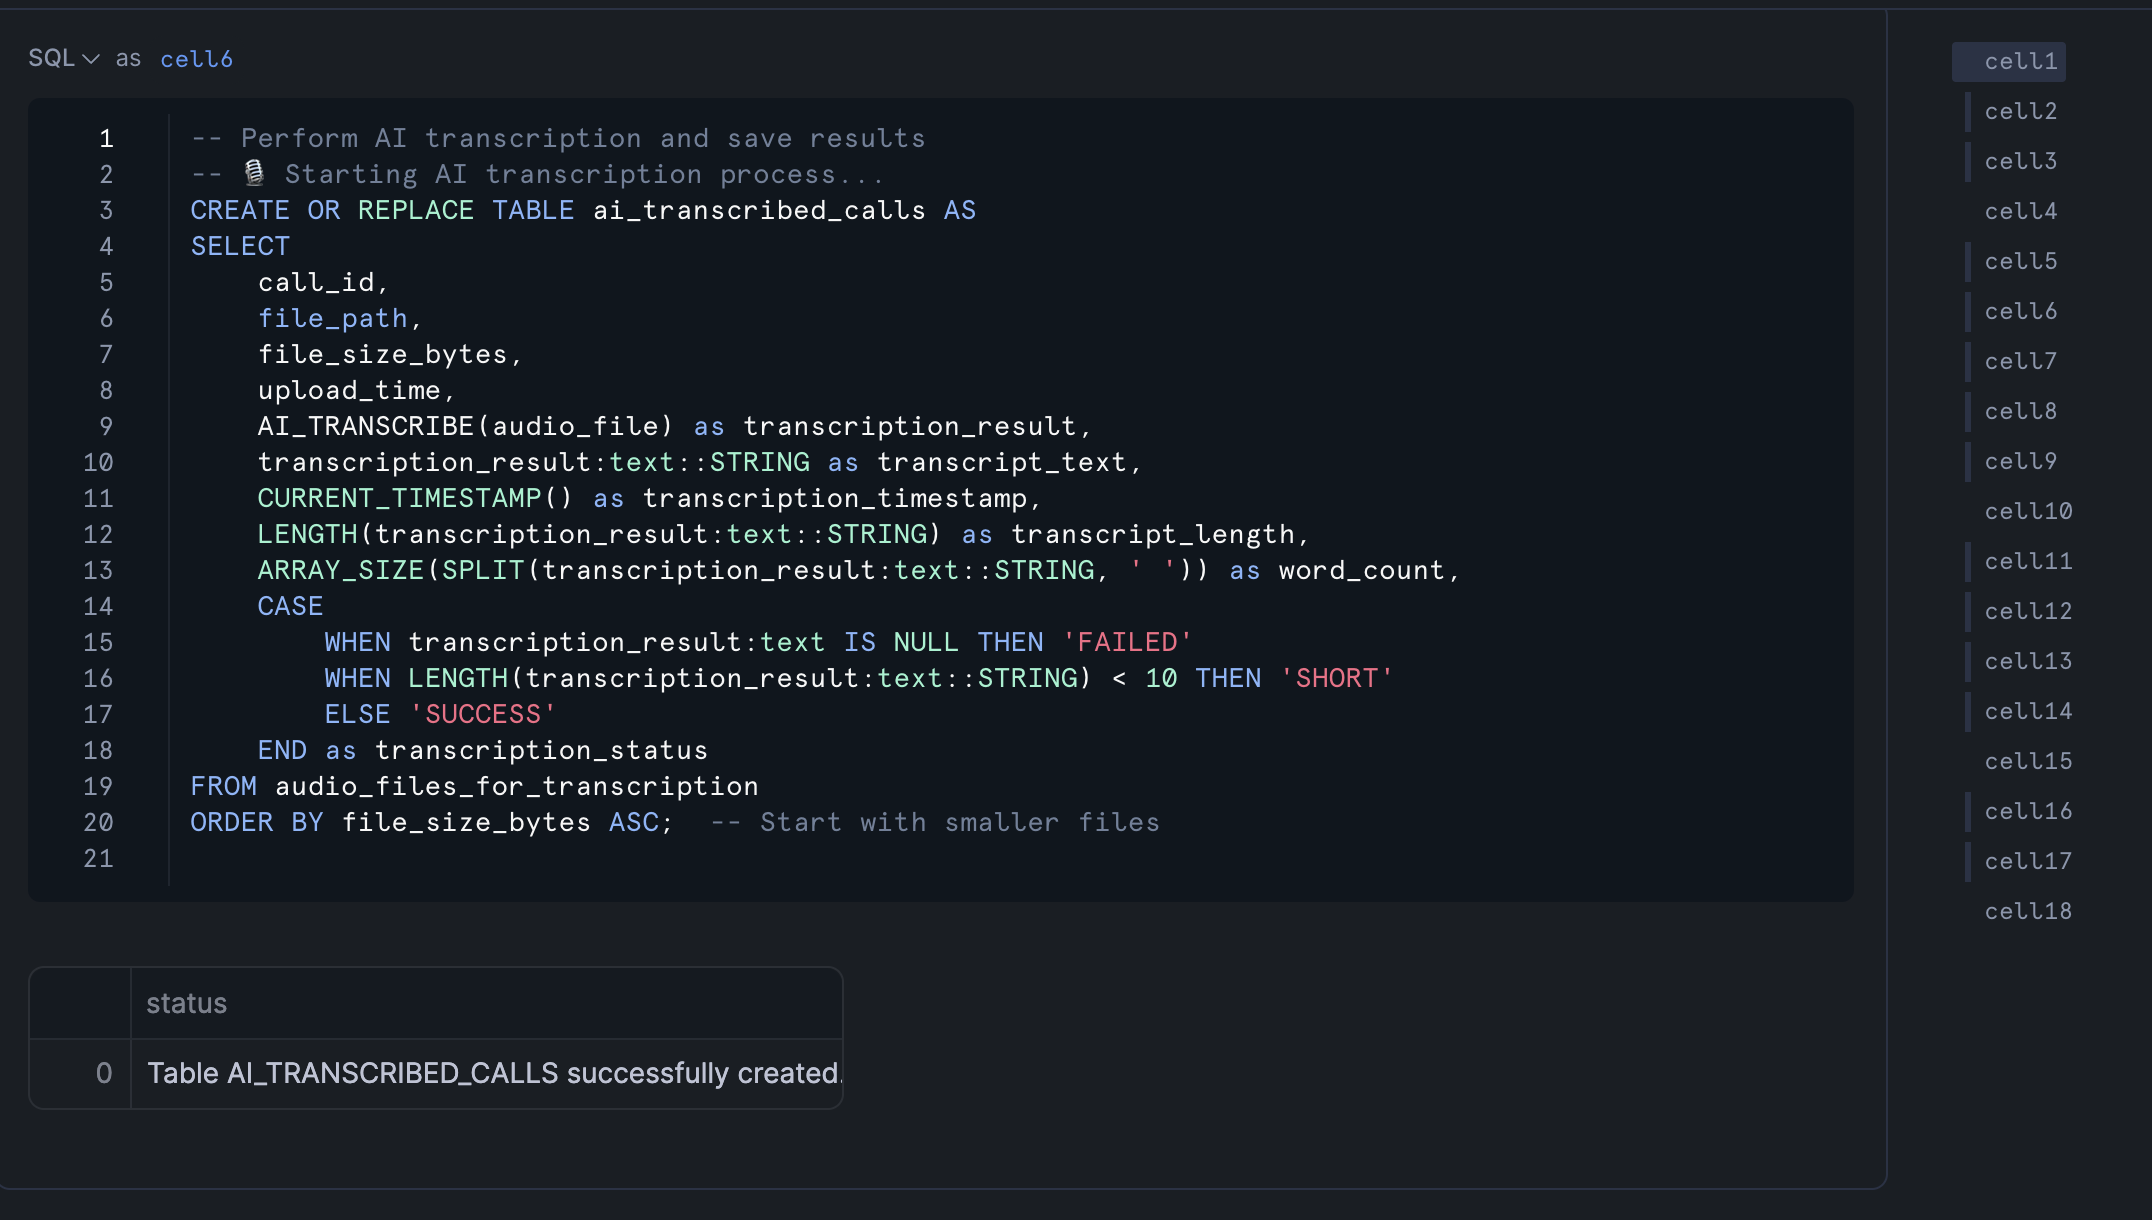 SQL as cell6
1 -- Perform AI transcription and save results
2 -- 🎙 Starting AI transcription process...
3 CREATE OR REPLACE TABLE ai_transcribed_calls AS
4 SELECT
5     call_id,
6     file_path,
7     file_size_bytes,
8     upload_time,
9     AI_TRANSCRIBE(audio_file) as transcription_result,
10     transcription_result:text::STRING as transcript_text,
11     CURRENT_TIMESTAMP() as transcription_timestamp,
12     LENGTH(transcription_result:text::STRING) as transcript_length,
13     ARRAY_SIZE(SPLIT(transcription_result:text::STRING, ' ')) as word_count,
14     CASE
15         WHEN transcription_result:text IS NULL THEN 'FAILED'
16         WHEN LENGTH(transcription_result:text::STRING) < 10 THEN 'SHORT'
17         ELSE 'SUCCESS'
18     END as transcription_status
19 FROM audio_files_for_transcription
20 ORDER BY file_size_bytes ASC;  -- Start with smaller files
21
status
0 Table AI_TRANSCRIBED_CALLS successfully created.
cell1
cell2
cell3
cell4
cell5
cell6
cell7
cell8
cell9
cell10
cell11
cell12
cell13
cell14
cell15
cell16
cell17
cell18